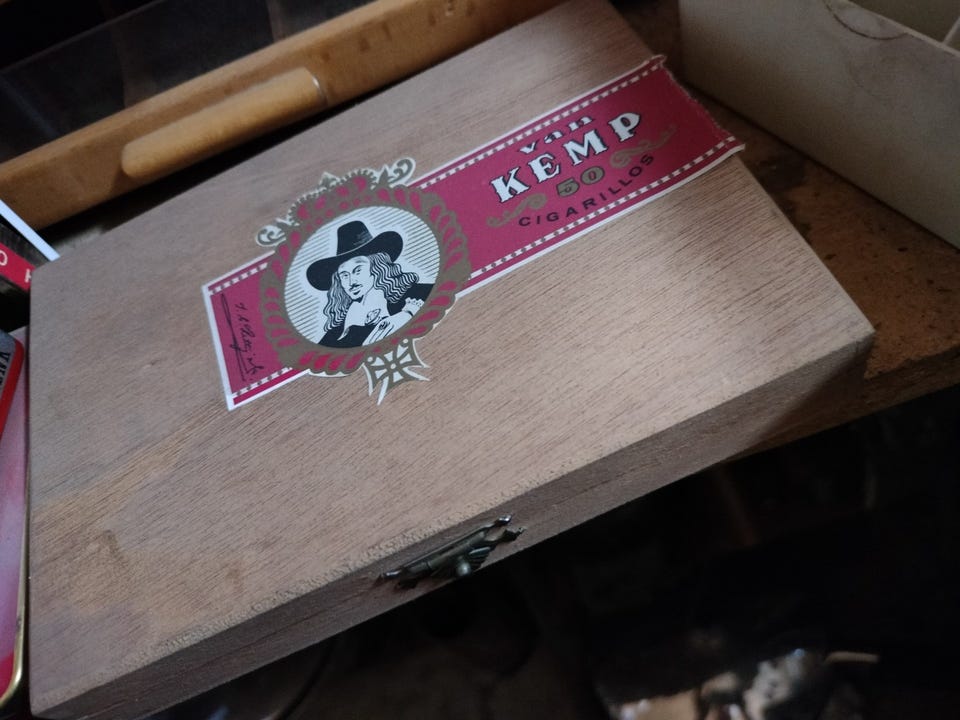 van
KEMP
50
CIGARILLOS